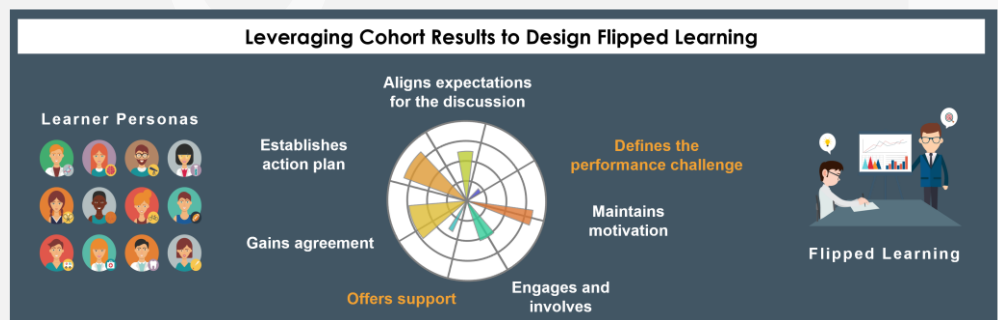 Leveraging Cohort Results to Design Flipped Learning
Learner Personas
Aligns expectations
for the discussion
Establishes
action plan
Defines the
performance challenge
Maintains
motivation
Gains agreement
Offers support
Engages and
involves
Flipped Learning